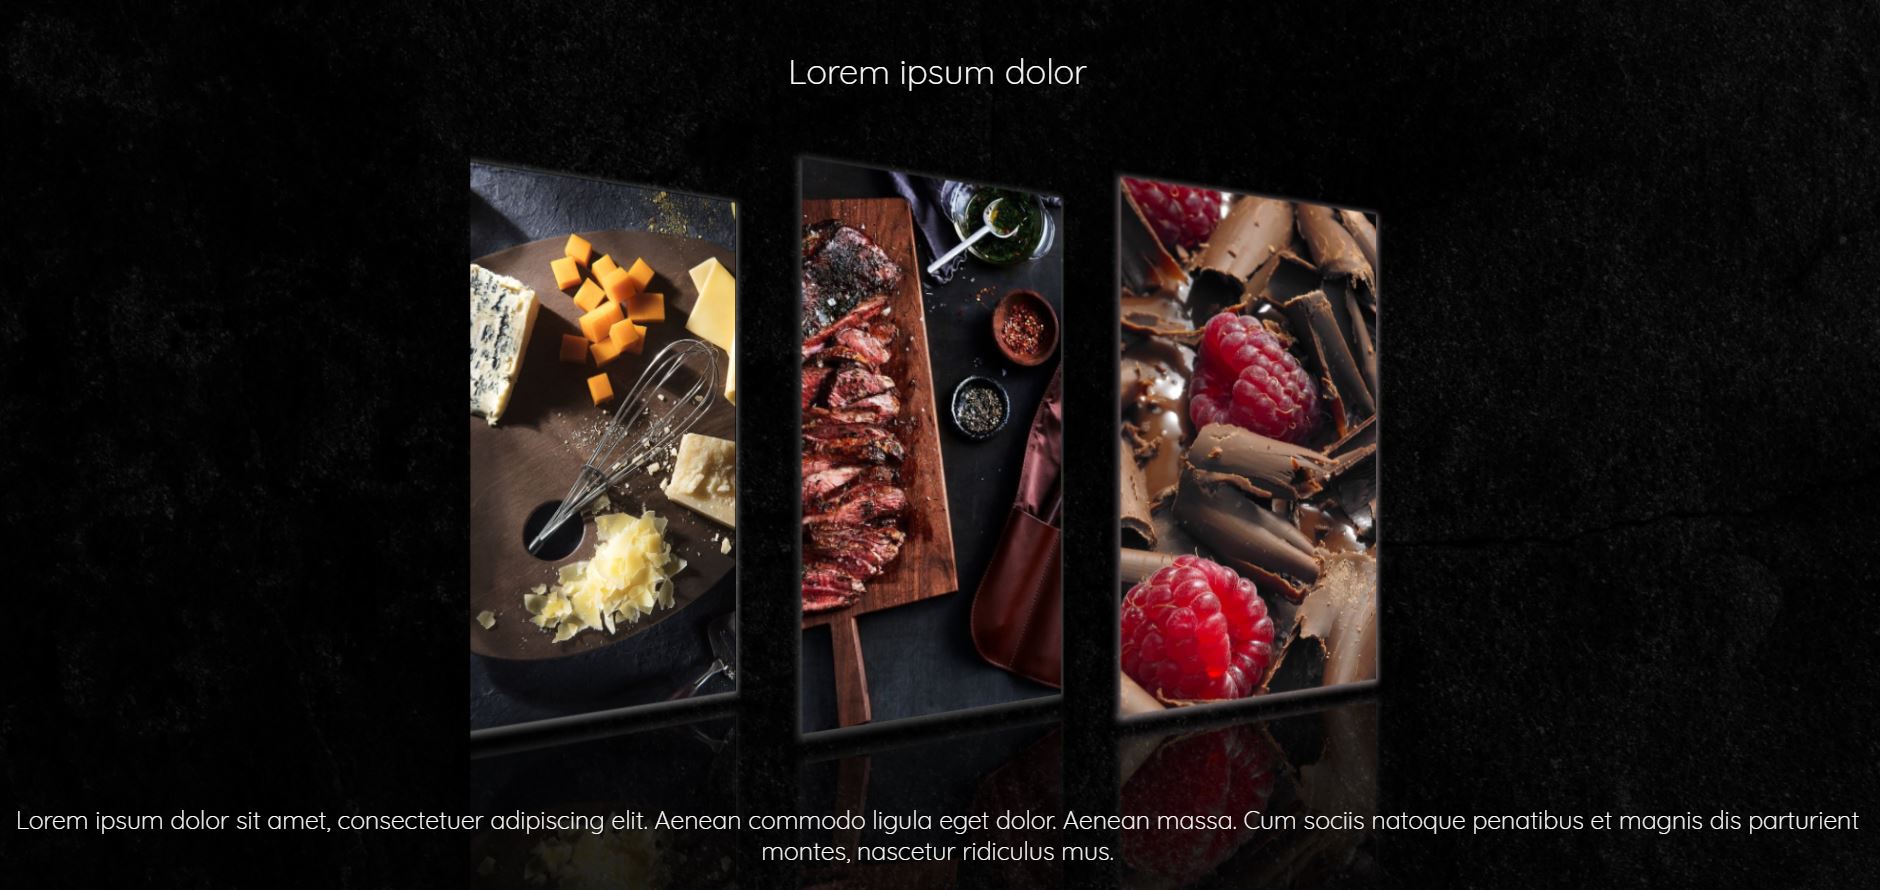 Lorem ipsum dolor
Lorem ipsum dolor sit amet, consectetuer adipiscing elit. Aenean commodo ligula eget dolor. Aenean massa. Cum sociis natoque penatibus et magnis dis parturient
montes, nascetur ridiculus mus.